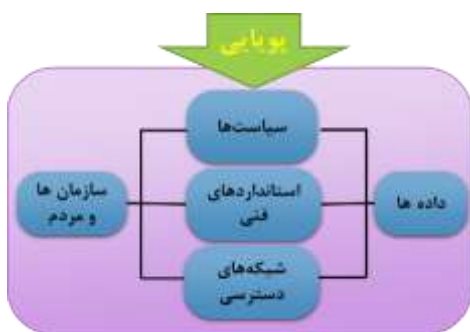 پویایی
سیاست‌ها
سازمان ها
و مردم
استانداردهای
فنی
داده ها
شبکه‌های
دسترسی